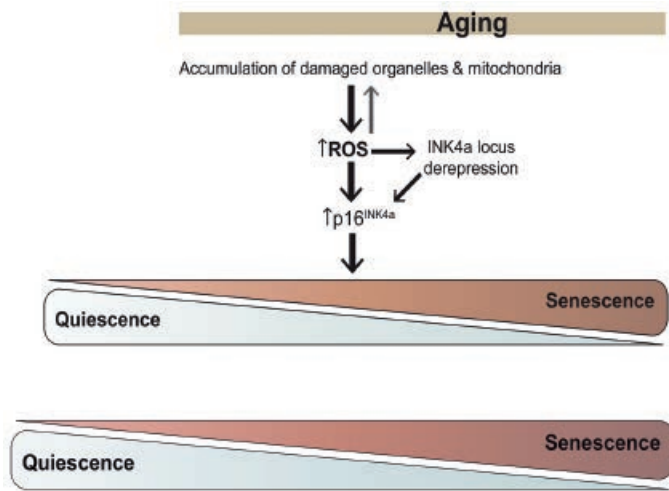 Aging
Accumulation of damaged organelles & mitochondria
↑ROS
INK4a locus
derepression
↑p16INK4a
Senescence
Quiescence
Senescence
Quiescence